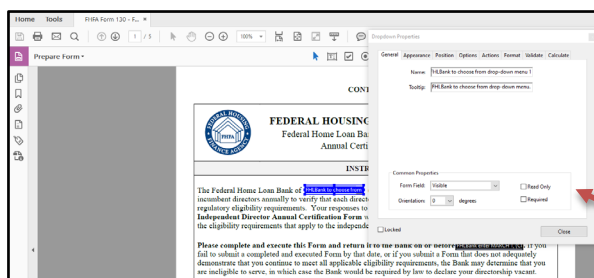 Home Tools FHFA Form 130 - F... ×
1 / 5 100%
Dropdown Properties
Prepare Form
General Appearance Position Options Actions Format Validate Calculate
Name: HLBank to choose from drop-down menu 1
Tooltip: FHLBank to choose from drop-down menu.
CONT
FEDERAL HOUSING
Federal Home Loan Ba
Annual Certi
FHFA
INSTR
Common Properties
Form Field: Visible Read Only
Orientation: 0 degrees Required
Locked Close
The Federal Home Loan Bank of FHLBank to choose from
incumbent directors annually to verify that each direct
regulatory eligibility requirements. Your responses to
Independent Director Annual Certification Form w
the eligibility requirements that apply to the independe
Please complete and execute this Form and return it to the Bank on or before If you
fail to submit a completed and executed Form by that date, or if you submit a Form that does not adequately
demonstrate that you continue to meet all applicable eligibility requirements, the Bank may determine that you
are ineligible to serve, in which case the Bank would be required by law to declare your directorship vacant.